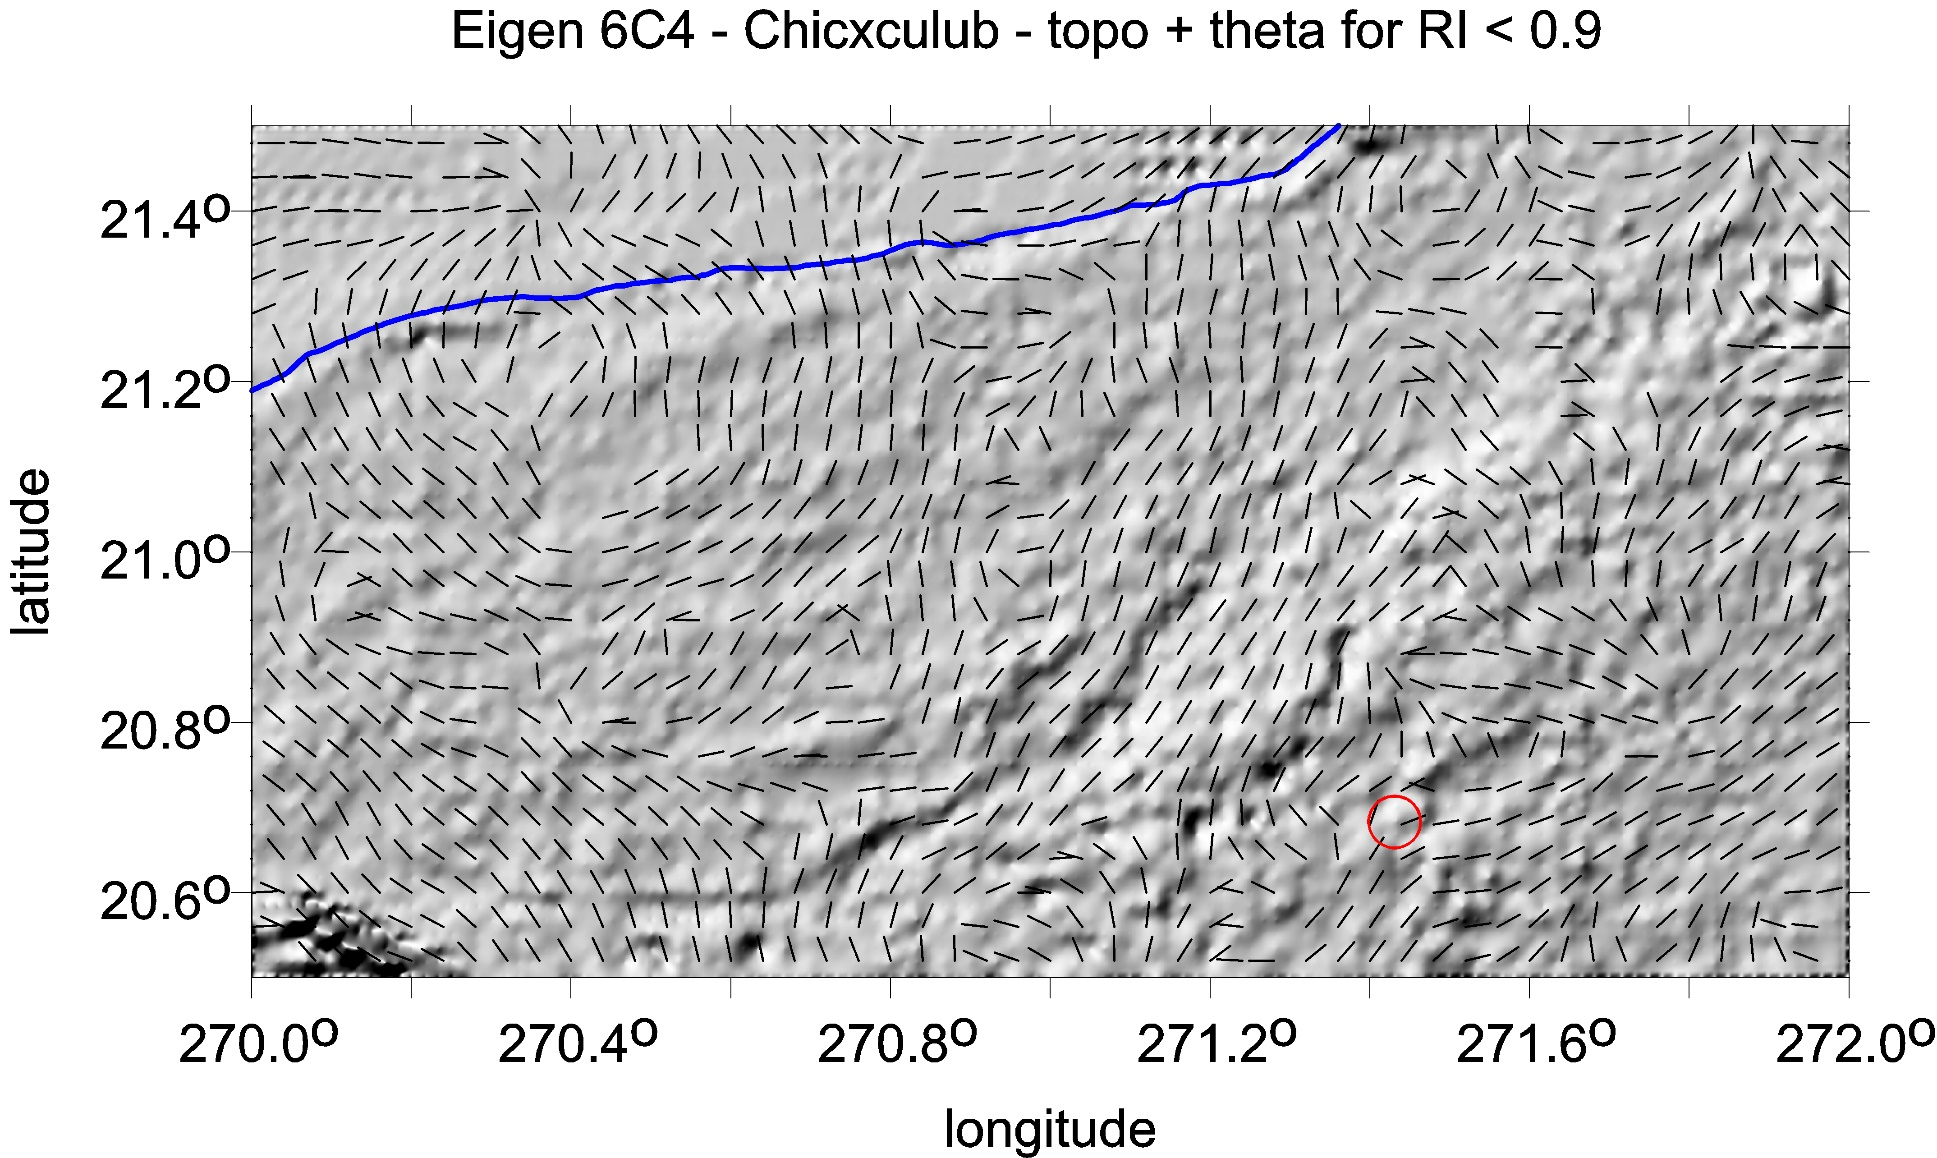 Eigen 6C4 - Chicxculub - topo + theta for RI < 0.9
21.4º
21.2º
21.0º
20.8º
20.6º
latitude
270.0º 270.4º 270.8º 271.2º 271.6º 272.0º
longitude